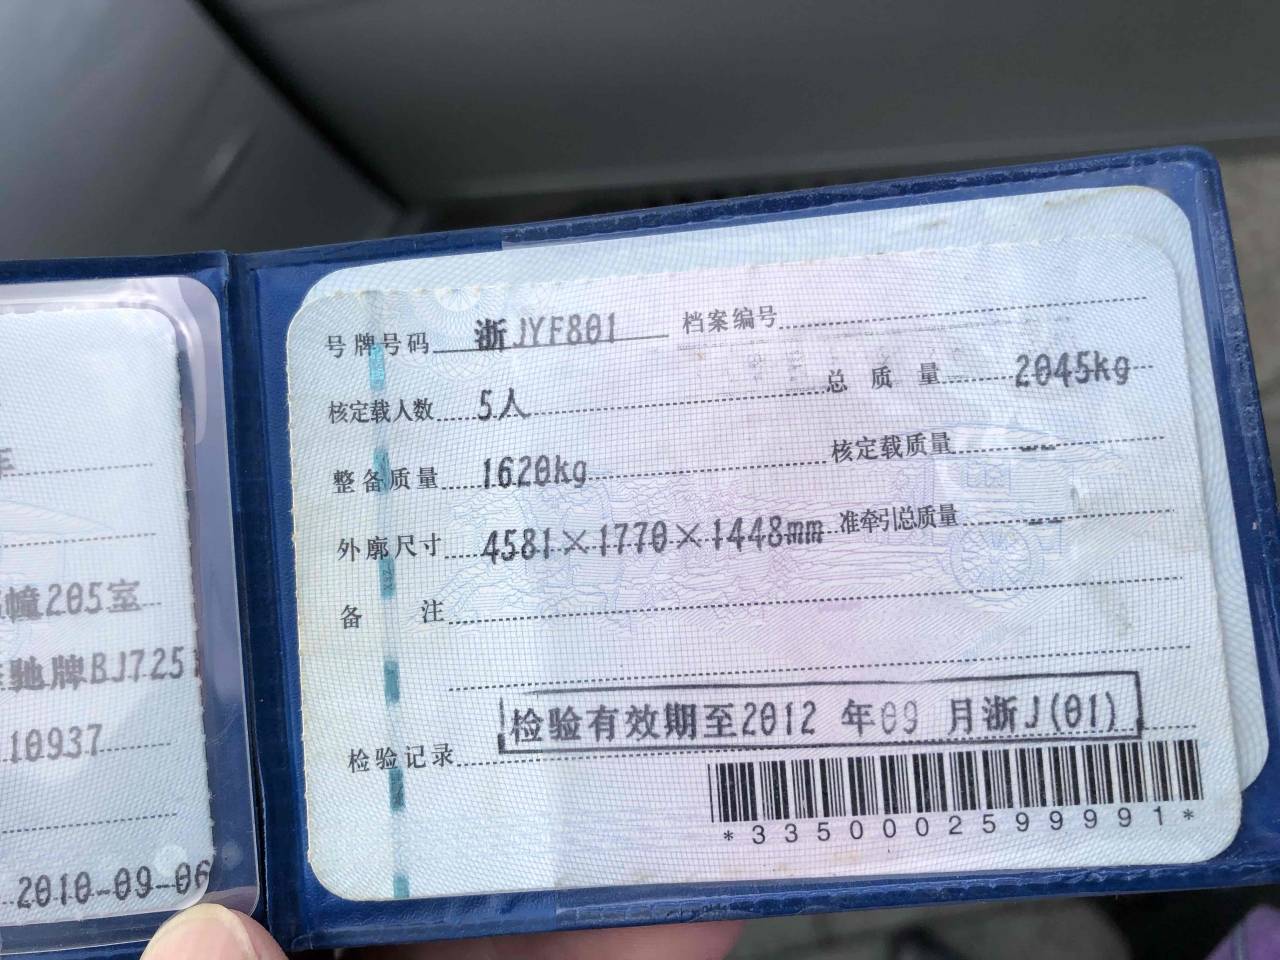 车
幢205室
驰牌BJ725
10937
2010-09-06
号牌号码 浙JYF801 档案编号
核定载人数 5人 总质量 2045kg
整备质量 1620kg 核定载质量 --
外廓尺寸 4581×1770×1448mm 准牵引总质量 --
备注
检验有效期至2012 年09 月浙J(01)
检验记录
*3350002599991*